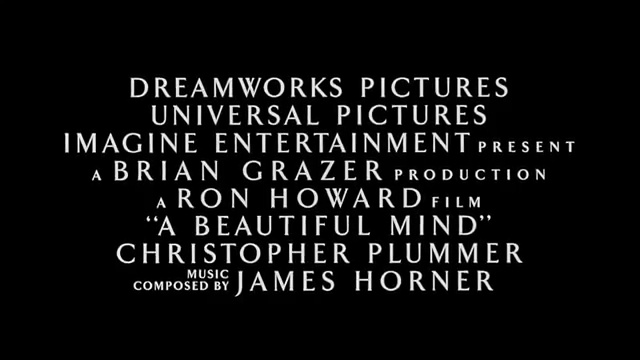 DREAMWORKS PICTURES
UNIVERSAL PICTURES
IMAGINE ENTERTAINMENT PRESENT
A BRIAN GRAZER PRODUCTION
A RON HOWARD FILM
“A BEAUTIFUL MIND”
CHRISTOPHER PLUMMER
MUSIC COMPOSED BY JAMES HORNER